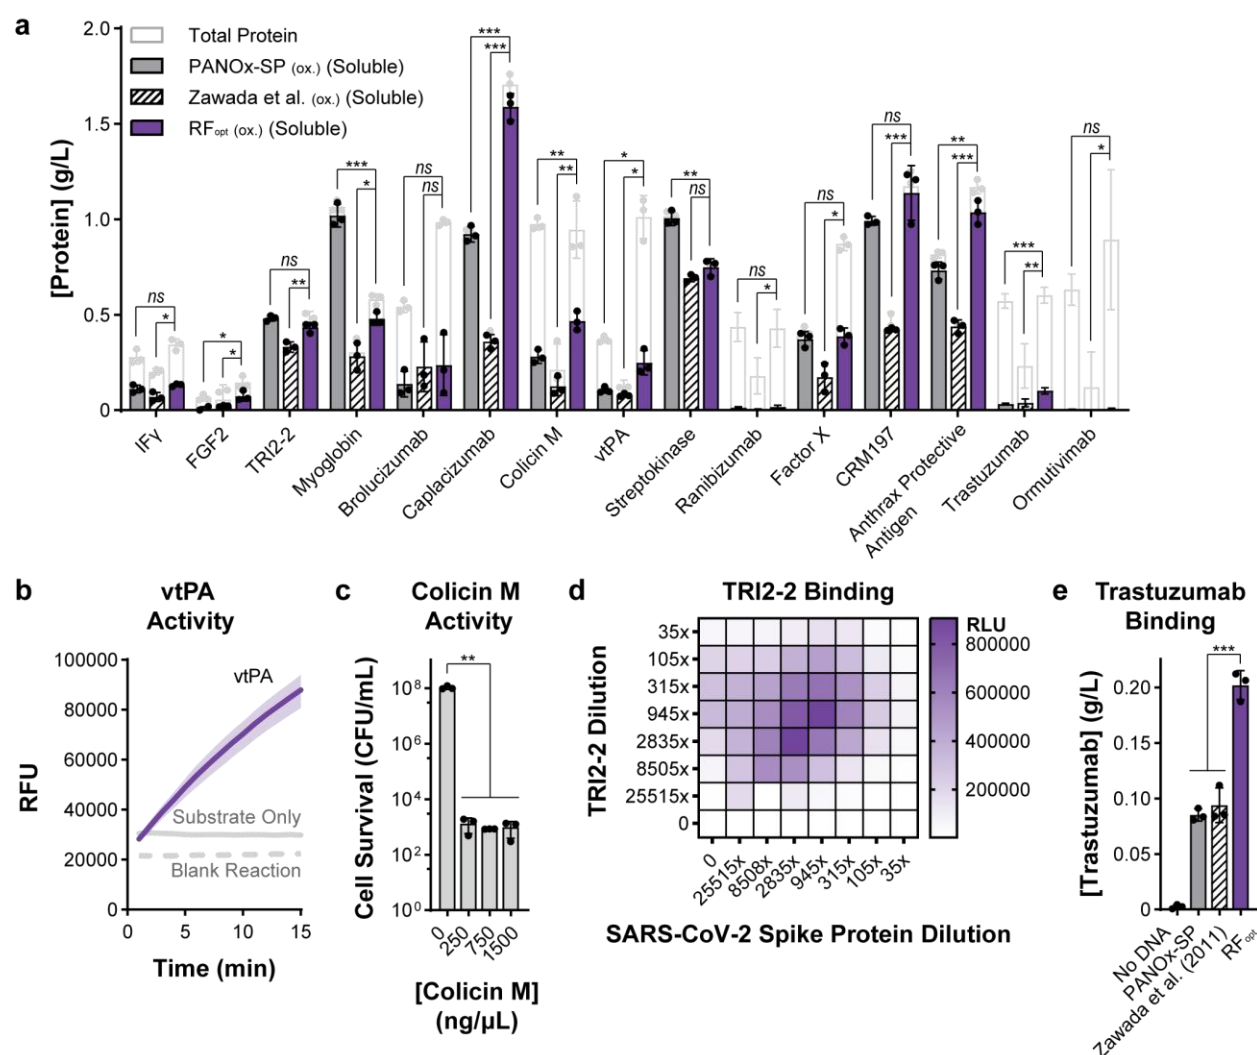 a
2.0
1.5
1.0
0.5
0
[Protein] (g/L)
Total Protein
PANOx-SP (ox.) (Soluble)
Zawada et al. (ox.) (Soluble)
RFopt (ox.) (Soluble)
ns
*
*
*
ns
**
***
*
ns
ns
***
***
**
**
*
*
**
ns
ns
*
ns
*
ns
***
**
***
***
**
ns
*
IFγ
FGF2
TRI2-2
Myoglobin
Brolucizumab
Caplacizumab
Colicin M
vtPA
Streptokinase
Ranibizumab
Factor X
CRM197
Anthrax Protective
Antigen
Trastuzumab
Ormutivimab
b
vtPA
Activity
100000
80000
60000
40000
20000
0
RFU
vtPA
Substrate Only
Blank Reaction
0
5
10
15
Time (min)
c
Colicin M
Activity
Cell Survival (CFU/mL)
10⁸
10⁶
10⁴
10²
10⁰
**
0
250
750
1500
[Colicin M]
(ng/µL)
d
TRI2-2 Binding
TRI2-2 Dilution
35x
105x
315x
945x
2835x
8505x
25515x
0
0
25515x
8508x
2835x
945x
315x
105x
35x
SARS-CoV-2 Spike Protein Dilution
RLU
800000
600000
400000
200000
e
Trastuzumab
Binding
[Trastuzumab] (g/L)
0.20
0.15
0.10
0.05
0
***
No DNA
PANOx-SP
Zawada et al. (2011)
RFopt